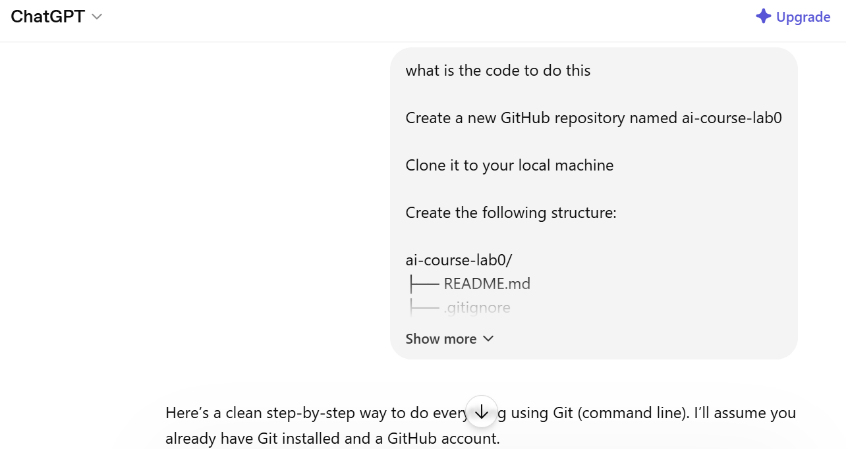 ChatGPT
Upgrade
what is the code to do this
Create a new GitHub repository named ai-course-lab0
Clone it to your local machine
Create the following structure:
ai-course-lab0/
├── README.md
├── .gitignore
Show more
Here's a clean step-by-step way to do every g using Git (command line). I'll assume you
already have Git installed and a GitHub account.